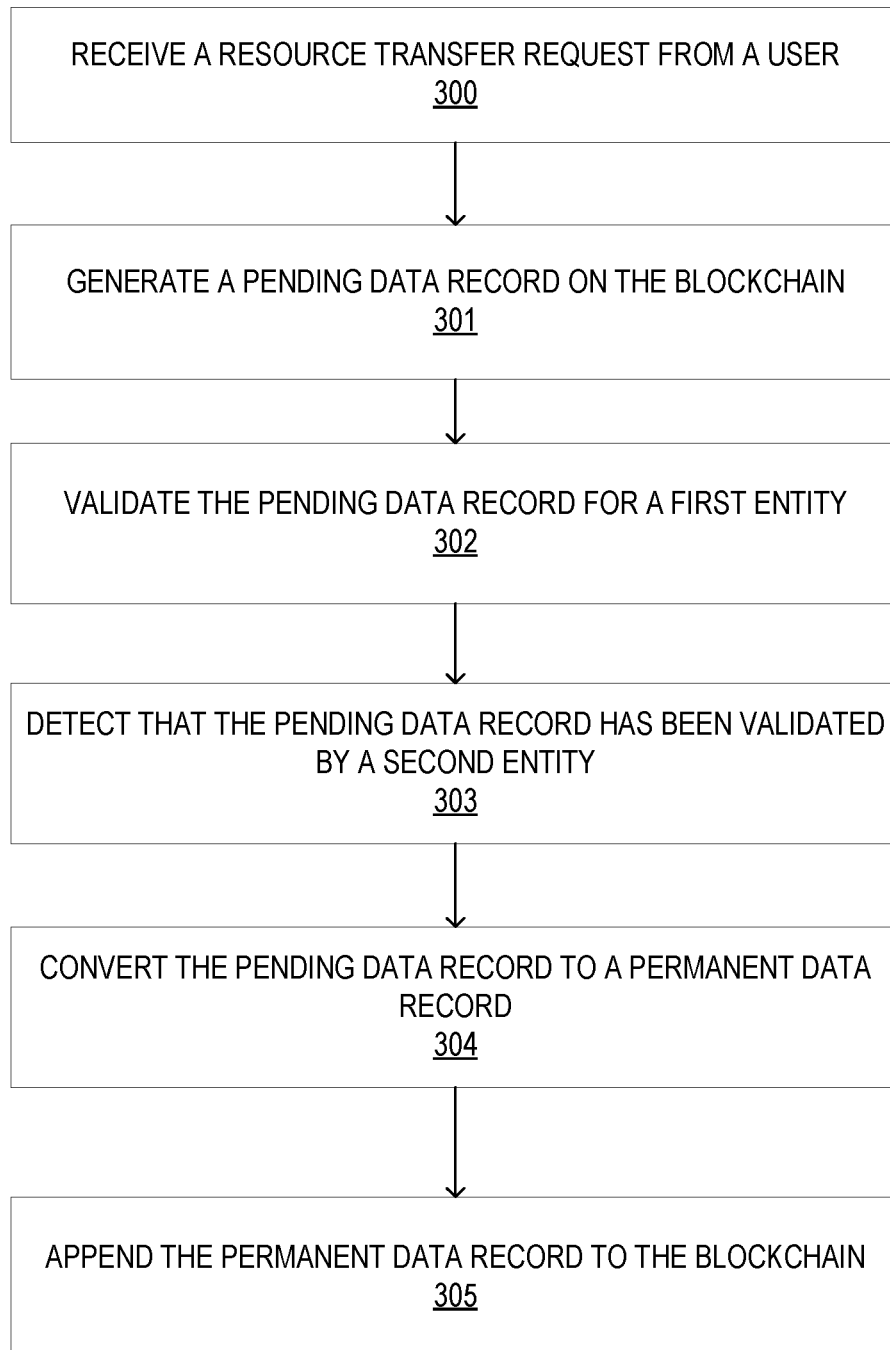 RECEIVE A RESOURCE TRANSFER REQUEST FROM A USER
300
GENERATE A PENDING DATA RECORD ON THE BLOCKCHAIN
301
VALIDATE THE PENDING DATA RECORD FOR A FIRST ENTITY
302
DETECT THAT THE PENDING DATA RECORD HAS BEEN VALIDATED
BY A SECOND ENTITY
303
CONVERT THE PENDING DATA RECORD TO A PERMANENT DATA
RECORD
304
APPEND THE PERMANENT DATA RECORD TO THE BLOCKCHAIN
305